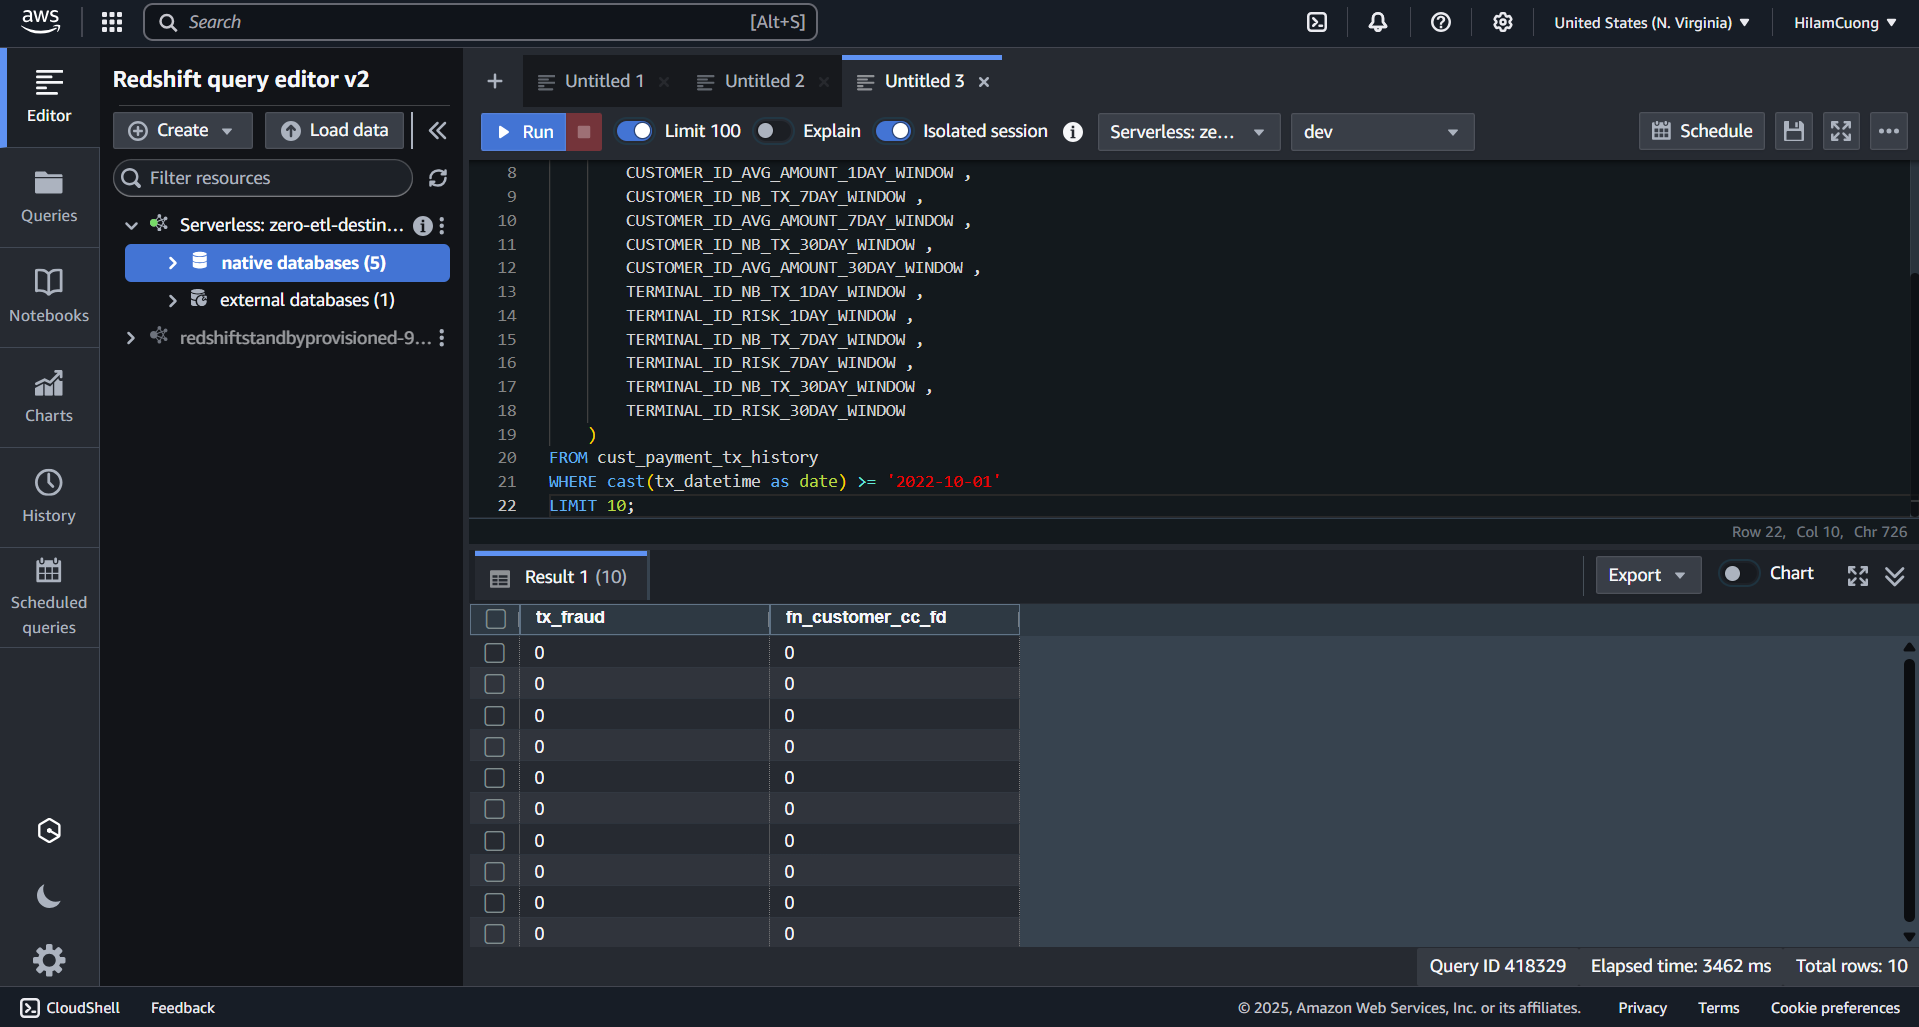 aws
Search
[Alt+S]
United States (N. Virginia)
HilamCuong
Editor
Queries
Notebooks
Charts
History
Scheduled
queries
Redshift query editor v2
Create
Load data
Filter resources
Serverless: zero-etl-destin...
native databases (5)
external databases (1)
redshiftstandbyprovisioned-9...
Untitled 1
Untitled 2
Untitled 3
Run
Limit 100
Explain
Isolated session
Serverless: ze...
dev
Schedule
8 CUSTOMER_ID_AVG_AMOUNT_1DAY_WINDOW ,
9 CUSTOMER_ID_NB_TX_7DAY_WINDOW ,
10 CUSTOMER_ID_AVG_AMOUNT_7DAY_WINDOW ,
11 CUSTOMER_ID_NB_TX_30DAY_WINDOW ,
12 CUSTOMER_ID_AVG_AMOUNT_30DAY_WINDOW ,
13 TERMINAL_ID_NB_TX_1DAY_WINDOW ,
14 TERMINAL_ID_RISK_1DAY_WINDOW ,
15 TERMINAL_ID_NB_TX_7DAY_WINDOW ,
16 TERMINAL_ID_RISK_7DAY_WINDOW ,
17 TERMINAL_ID_NB_TX_30DAY_WINDOW ,
18 TERMINAL_ID_RISK_30DAY_WINDOW
19 )
20 FROM cust_payment_tx_history
21 WHERE cast(tx_datetime as date) >= '2022-10-01'
22 LIMIT 10;
Row 22, Col 10, Chr 726
Result 1 (10)
Export
Chart
tx_fraud fn_customer_cc_fd
0 0
0 0
0 0
0 0
0 0
0 0
0 0
0 0
0 0
0 0
Query ID 418329 Elapsed time: 3462 ms Total rows: 10
CloudShell Feedback
© 2025, Amazon Web Services, Inc. or its affiliates. Privacy Terms Cookie preferences